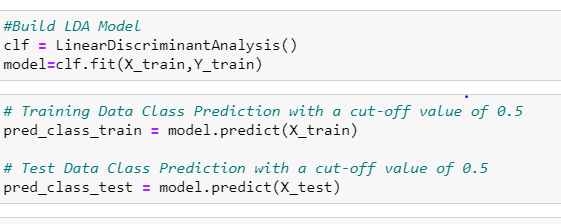 #Build LDA Model
clf = LinearDiscriminantAnalysis()
model=clf.fit(X_train,Y_train)
# Training Data Class Prediction with a cut-off value of 0.5
pred_class_train = model.predict(X_train)
# Test Data Class Prediction with a cut-off value of 0.5
pred_class_test = model.predict(X_test)